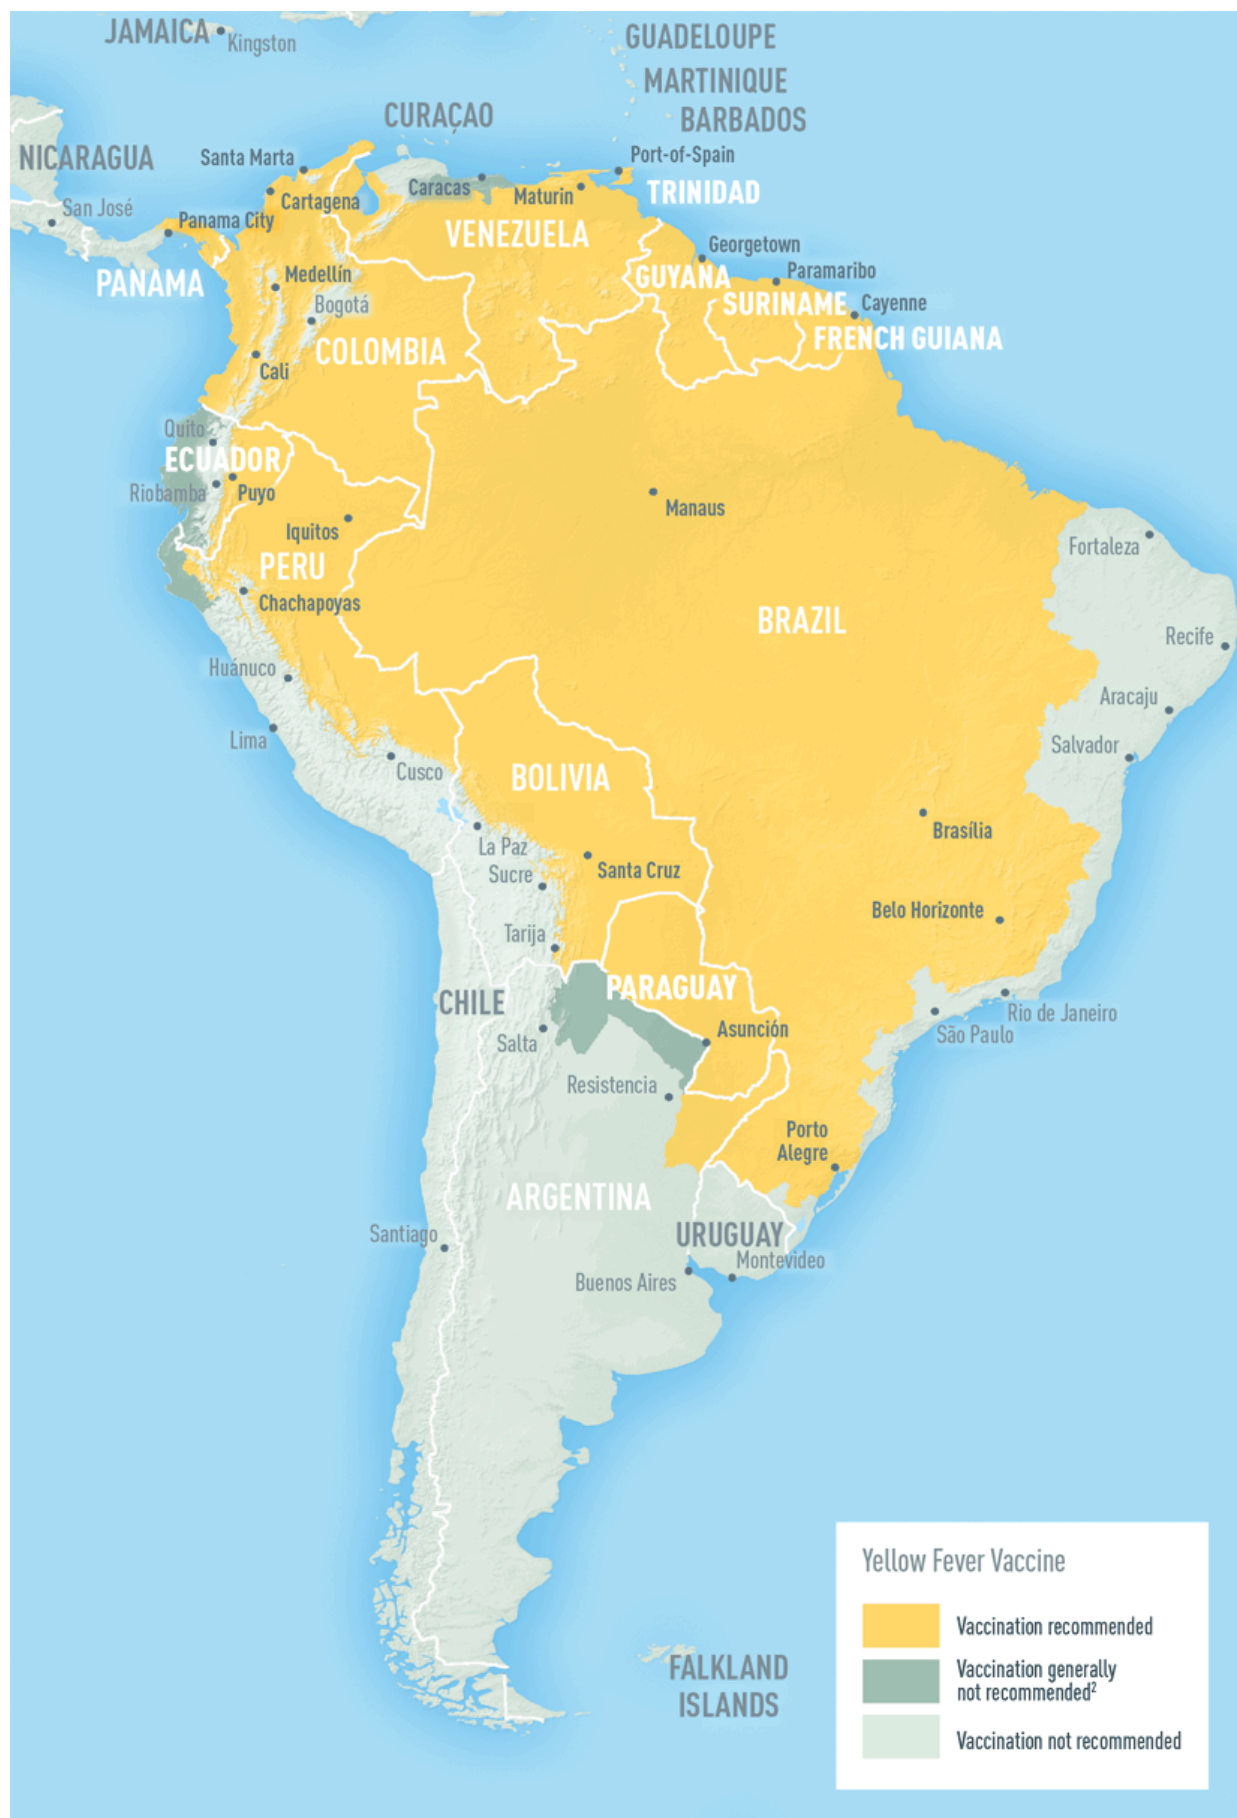 JAMAICA
Kingston
GUADELOUPE
MARTINIQUE
BARBADOS
CURAÇAO
NICARAGUA
Santa Marta
Port-of-Spain
Caracas
Maturin
TRINIDAD
Cartagena
San José
Panama City
VENEZUELA
Georgetown
PANAMA
Medellín
GUYANA
Paramaribo
Bogotá
SURINAME
Cayenne
COLOMBIA
FRENCH GUIANA
Cali
Quito
ECUADOR
Riobamba
Puyo
Manaus
Iquitos
Fortaleza
PERU
Chachapoyas
BRAZIL
Recife
Huánuco
Aracaju
Lima
Salvador
Cusco
BOLIVIA
Brasília
La Paz
Santa Cruz
Sucre
Belo Horizonte
Tarija
PARAGUAY
CHILE
Rio de Janeiro
Asunción
São Paulo
Salta
Resistencia
Porto
Alegre
ARGENTINA
Santiago
URUGUAY
Montevideo
Buenos Aires
Yellow Fever Vaccine
Vaccination recommended
Vaccination generally
not recommended²
Vaccination not recommended
FALKLAND
ISLANDS